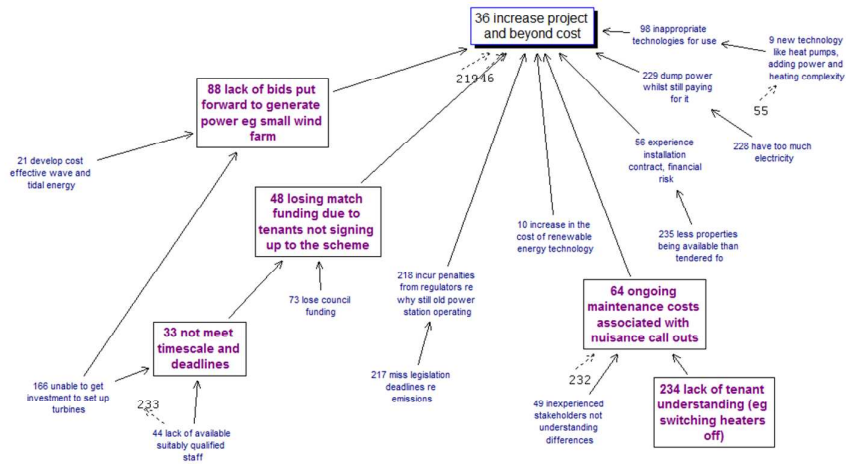 36 increase project
and beyond cost
98 inappropriate
technologies for use
9 new technology
like heat pumps,
adding power and
heating complexity
219
46
229 dump power
whilst still paying
for it
55
88 lack of bids put
forward to generate
power eg small wind
farm
56 experience
installation
contract, financial
risk
228 have too much
electricity
21 develop cost
effective wave and
tidal energy
48 losing match
funding due to
tenants not signing
up to the scheme
10 increase in the
cost of renewable
energy technology
235 less properties
being available than
tendered fo
218 incur penalties
from regulators re
why still old power
station operating
73 lose council
funding
64 ongoing
maintenance costs
associated with
nuisance call outs
33 not meet
timescale and
deadlines
217 miss legislation
deadlines re
emissions
232
166 unable to get
investment to set up
turbines
233
49 inexperienced
stakeholders not
understanding
differences
234 lack of tenant
understanding (eg
switching heaters
off)
44 lack of available
suitably qualified
staff